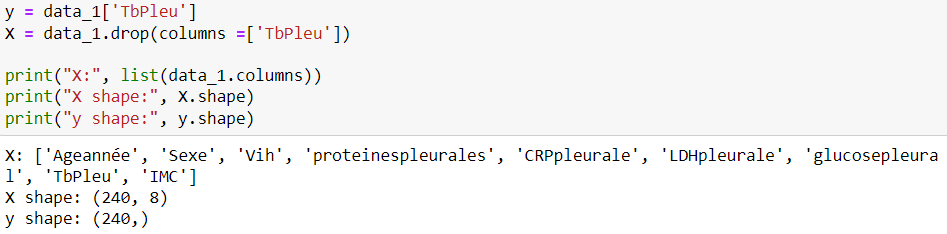 y = data_1['TbPleu']
X = data_1.drop(columns =['TbPleu'])
print("X:", list(data_1.columns))
print("X shape:", X.shape)
print("y shape:", y.shape)
X: ['Ageannée', 'Sexe', 'Vih', 'proteinespleurales', 'CRPpleurale', 'LDHpleurale', 'glucosepleura
l', 'TbPleu', 'IMC']
X shape: (240, 8)
y shape: (240,)